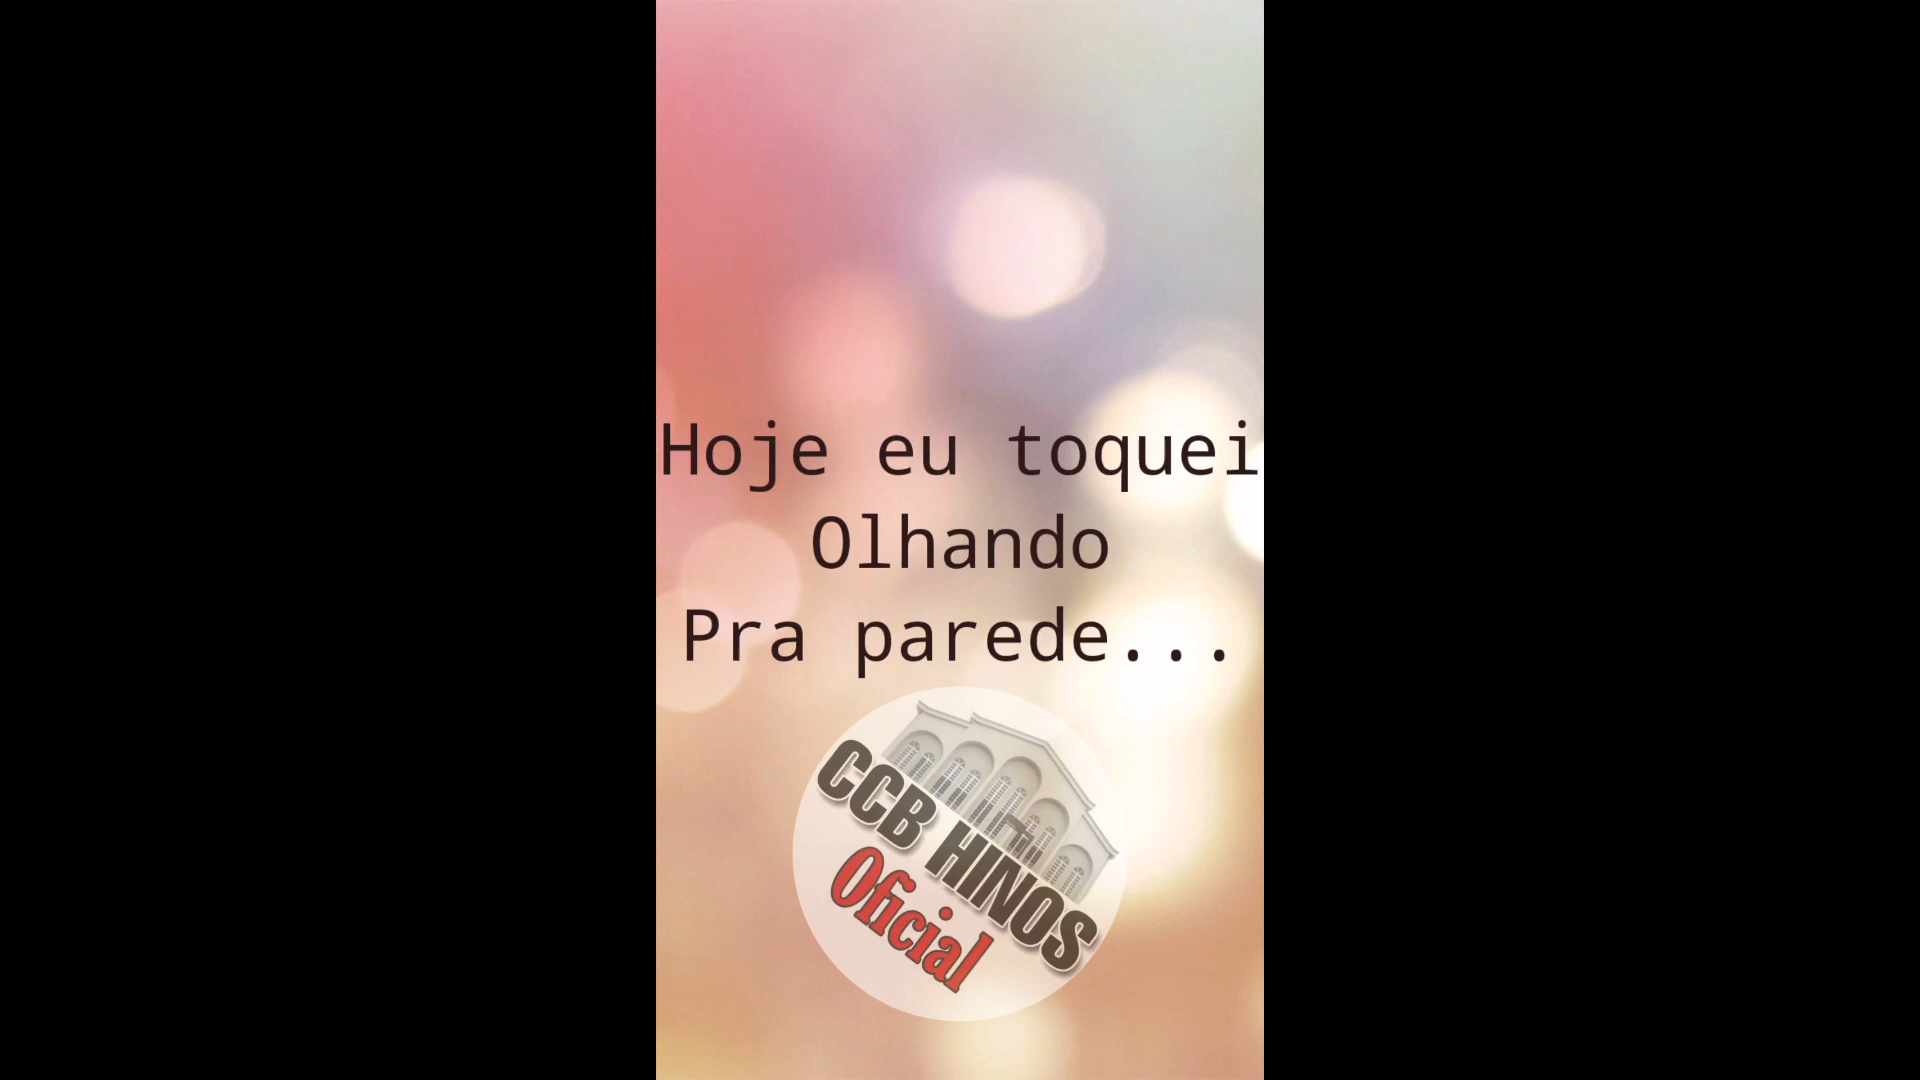 Hoje eu toquei
Olhando
Pra parede...
CCB HINOS
Oficial